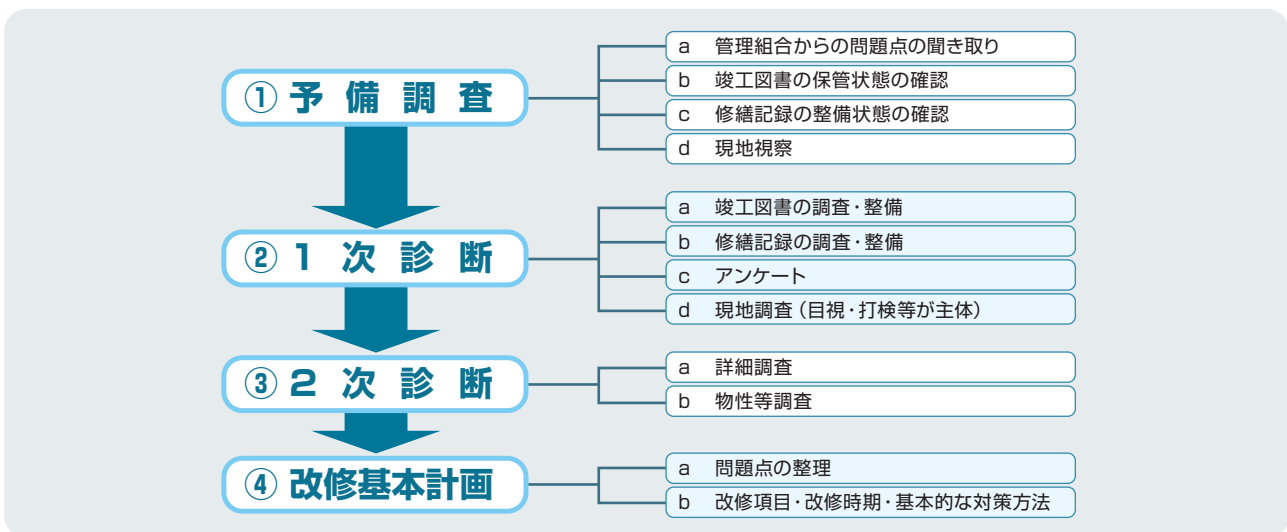 ① 予備調査
a 管理組合からの問題点の聞き取り
b 竣工図書の保管状態の確認
c 修繕記録の整備状態の確認
d 現地視察
② 1次診断
a 竣工図書の調査・整備
b 修繕記録の調査・整備
c アンケート
d 現地調査（目視・打検等が主体）
③ 2次診断
a 詳細調査
b 物性等調査
④ 改修基本計画
a 問題点の整理
b 改修項目・改修時期・基本的な対策方法